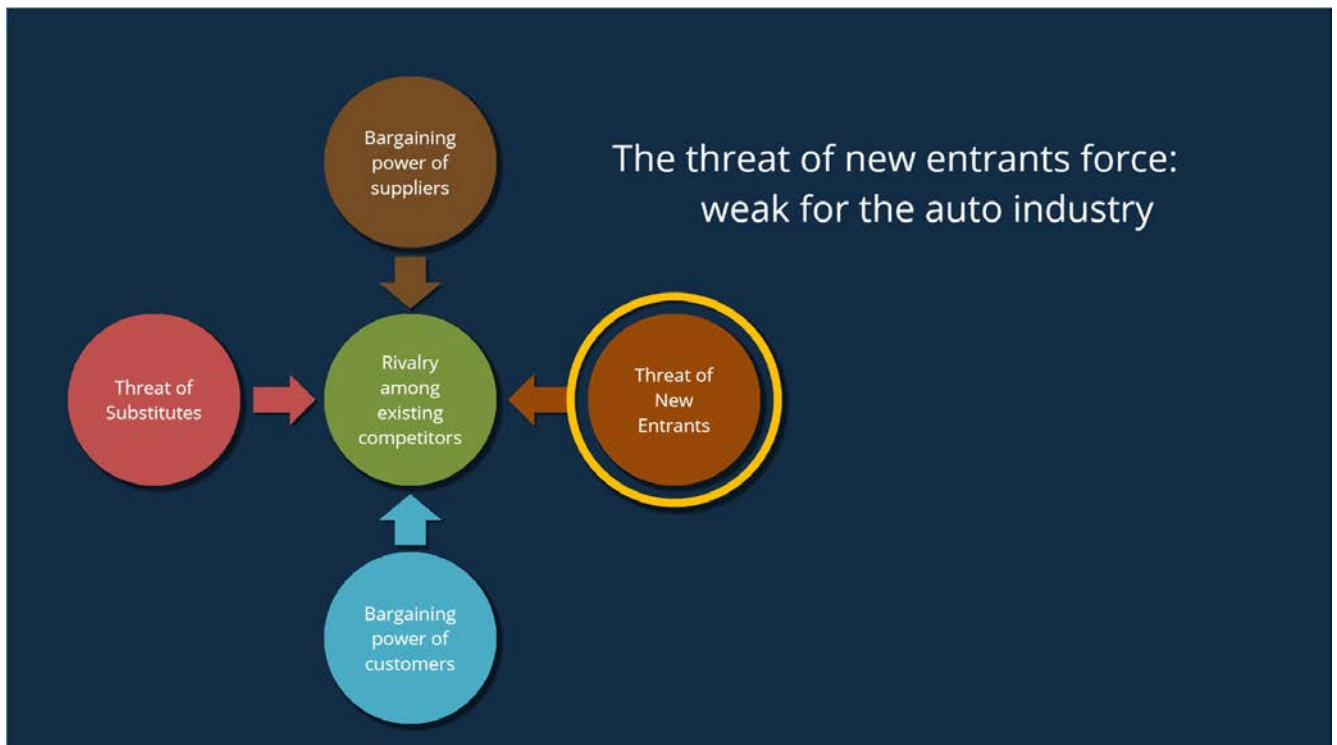 Bargaining
power of
suppliers
The threat of new entrants force:
weak for the auto industry
Threat of
Substitutes
Rivalry
among
existing
competitors
Threat of
New
Entrants
Bargaining
power of
customers